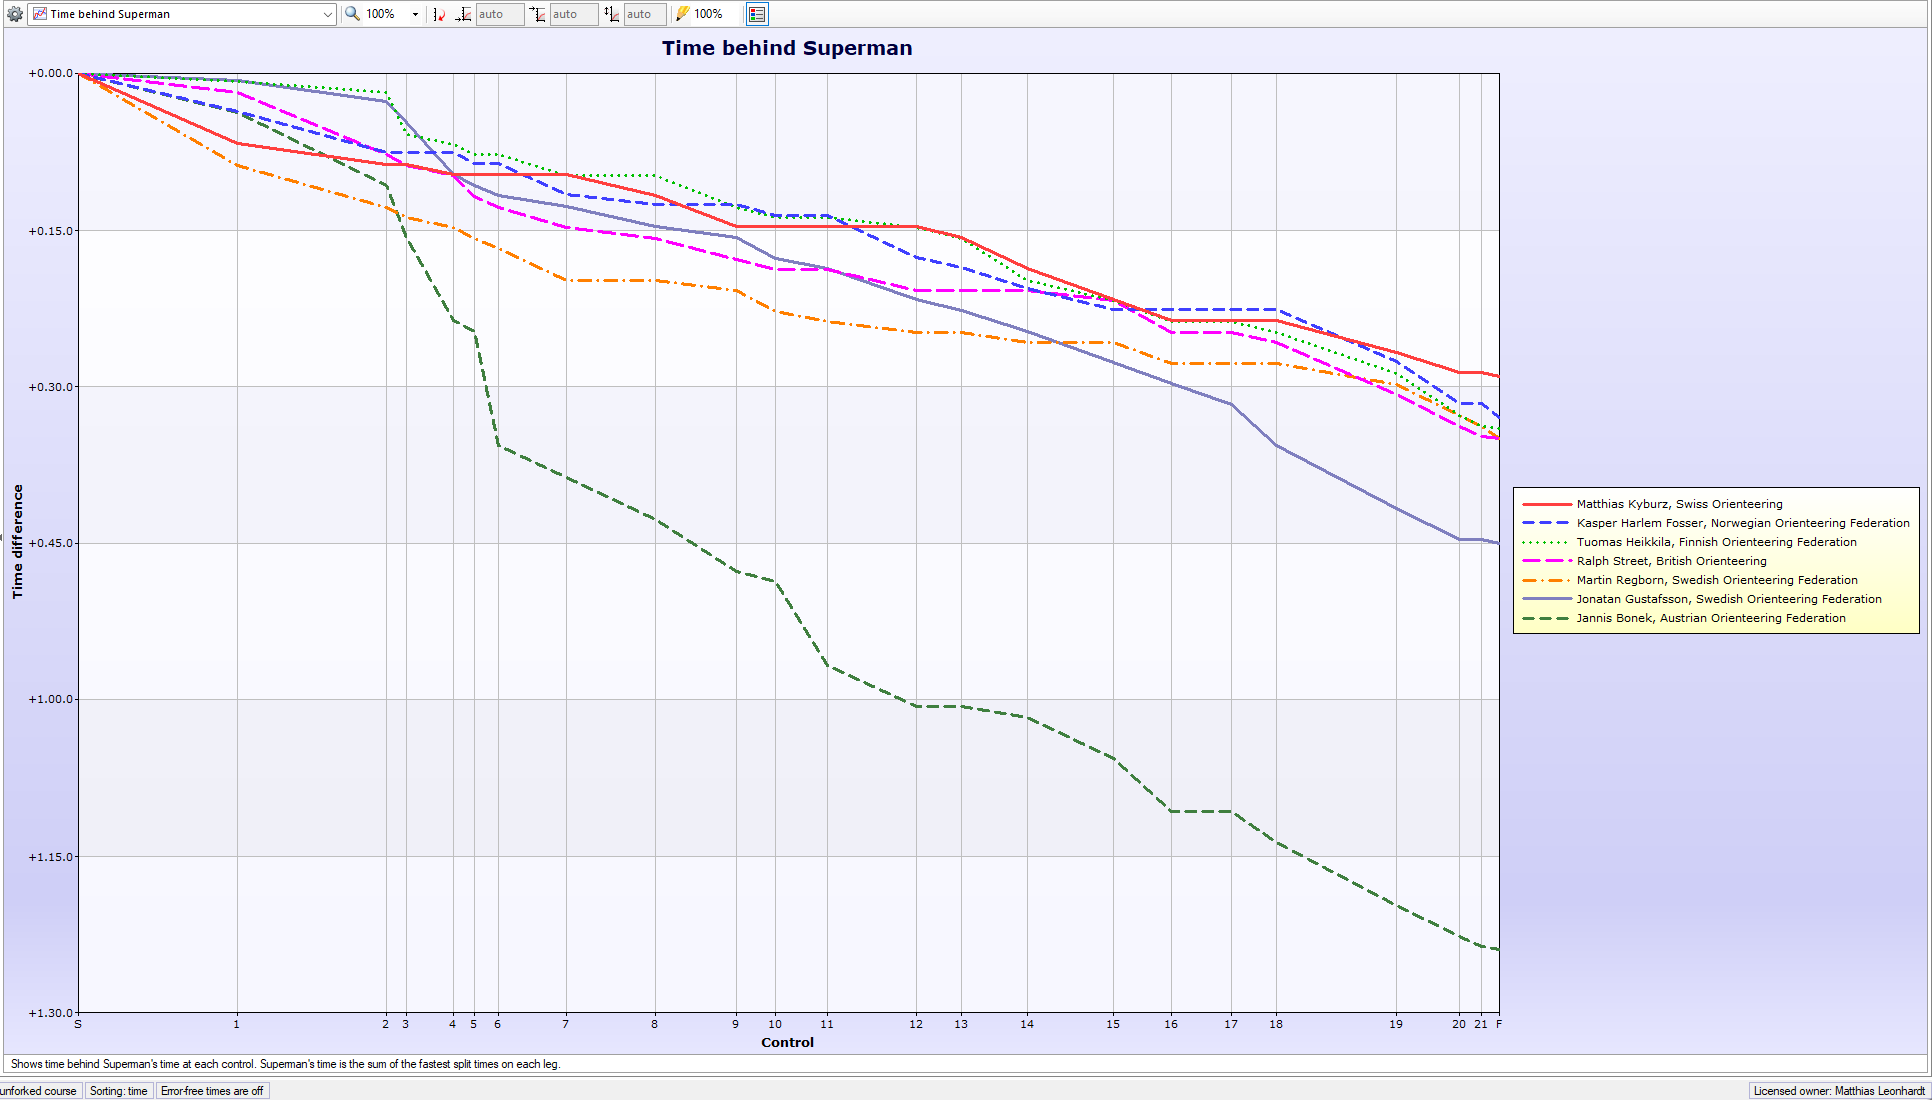 Time behind Superman 100% auto auto auto 100%
Time behind Superman
+0.00.0
+0.15.0
+0.30.0
+0.45.0
+1.00.0
+1.15.0
+1.30.0
Time difference
S 1 2 3 4 5 6 7 8 9 10 11 12 13 14 15 16 17 18 19 20 21 F
Control
Matthias Kyburz, Swiss Orienteering
Kasper Harlem Fosser, Norwegian Orienteering Federation
Tuomas Heikkila, Finnish Orienteering Federation
Ralph Street, British Orienteering
Martin Regborn, Swedish Orienteering Federation
Jonatan Gustafsson, Swedish Orienteering Federation
Jannis Bonek, Austrian Orienteering Federation
Shows time behind Superman's time at each control. Superman's time is the sum of the fastest split times on each leg.
unforked course Sorting: time Error-free times are off Licensed owner: Matthias Leonhardt